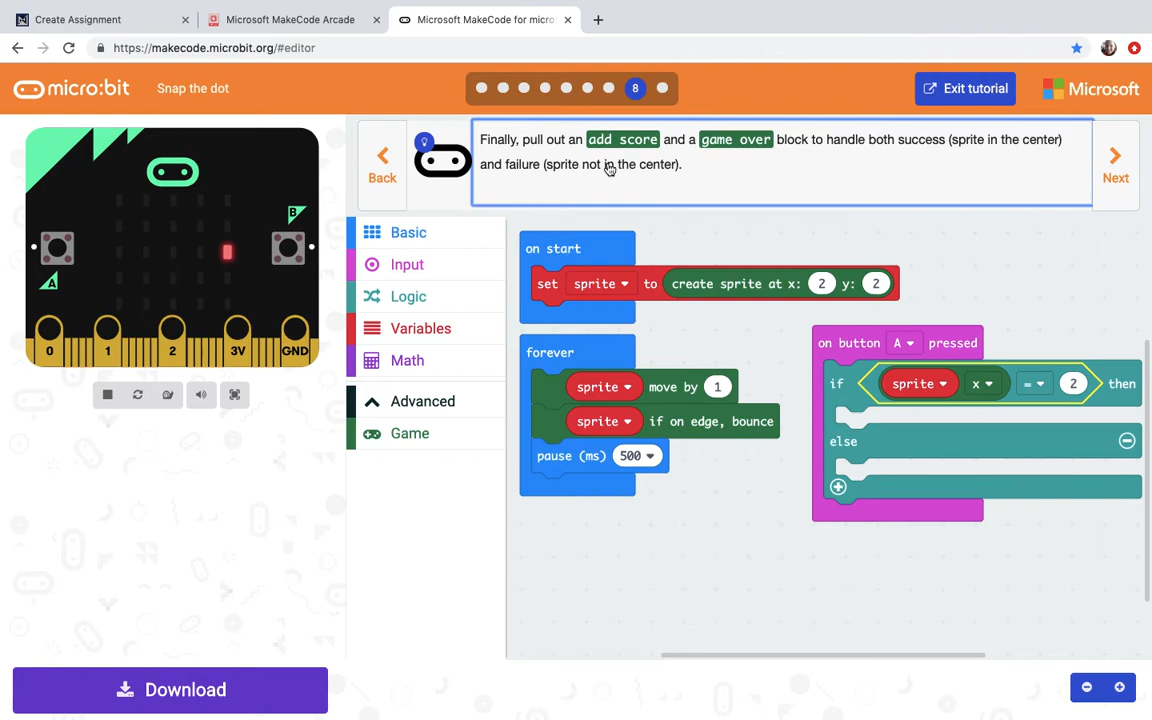 Create Assignment
Microsoft MakeCode Arcade
Microsoft MakeCode for micro:
https://makecode.microbit.org/#editor
micro:bit
Snap the dot
8
Exit tutorial
Microsoft
Back
Finally, pull out an add score and a game over block to handle both success (sprite in the center)
and failure (sprite not in the center).
Next
A
B
0 1 2 3V GND
Download
Basic
Input
Logic
Variables
Math
Advanced
Game
on start
set sprite to create sprite at x: 2 y: 2
forever
sprite move by 1
sprite if on edge, bounce
pause (ms) 500
on button A pressed
if sprite x = 2 then
else